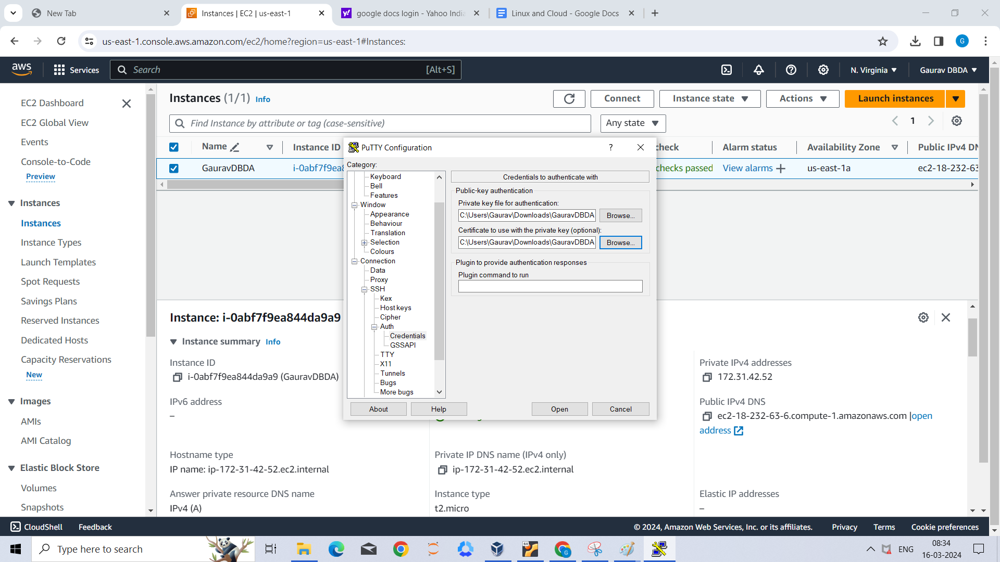 New Tab
Instances | EC2 | us-east-1
google docs login - Yahoo Indi
Linux and Cloud - Google Docs
us-east-1.console.aws.amazon.com/ec2/home?region=us-east-1#Instances:
G
aws
Services
Search
[Alt+S]
N. Virginia
Gaurav DBDA
EC2 Dashboard
EC2 Global View
Events
Console-to-Code
Preview
Instances
Instances
Instance Types
Launch Templates
Spot Requests
Savings Plans
Reserved Instances
Dedicated Hosts
Capacity Reservations
New
Images
AMIs
AMI Catalog
Elastic Block Store
Volumes
Snapshots
Instances (1/1) Info
Connect
Instance state
Actions
Launch instances
Find Instance by attribute or tag (case-sensitive)
Any state
1
Name
Instance ID
check
Alarm status
Availability Zone
Public IPv4 DN
GauravDBDA
i-0abf7f9ea8
checks passed
View alarms
us-east-1a
ec2-18-232-63
PuTTY Configuration
?
Category:
Keyboard
Bell
Features
Window
Appearance
Behaviour
Translation
Selection
Colours
Connection
Data
Proxy
SSH
Kex
Host keys
Cipher
Auth
Credentials
GSSAPI
TTY
X11
Tunnels
Bugs
More bugs
Credentials to authenticate with
Public-key authentication
Private key file for authentication:
C:\Users\Gaurav\Downloads\GauravDBDA
Browse...
Certificate to use with the private key (optional):
C:\Users\Gaurav\Downloads\GauravDBDA
Browse...
Plugin to provide authentication responses
Plugin command to run
About
Help
Open
Cancel
Instance: i-0abf7f9ea844da9a9
Instance summary Info
Instance ID
i-0abf7f9ea844da9a9 (GauravDBDA)
Private IPv4 addresses
172.31.42.52
IPv6 address
–
Public IPv4 DNS
ec2-18-232-63-6.compute-1.amazonaws.com |open
address
Hostname type
IP name: ip-172-31-42-52.ec2.internal
Private IP DNS name (IPv4 only)
ip-172-31-42-52.ec2.internal
Answer private resource DNS name
IPv4 (A)
Instance type
t2.micro
Elastic IP addresses
–
CloudShell
Feedback
© 2024, Amazon Web Services, Inc. or its affiliates.
Privacy
Terms
Cookie preferences
Type here to search
64
G
ENG
08:34
16-03-2024